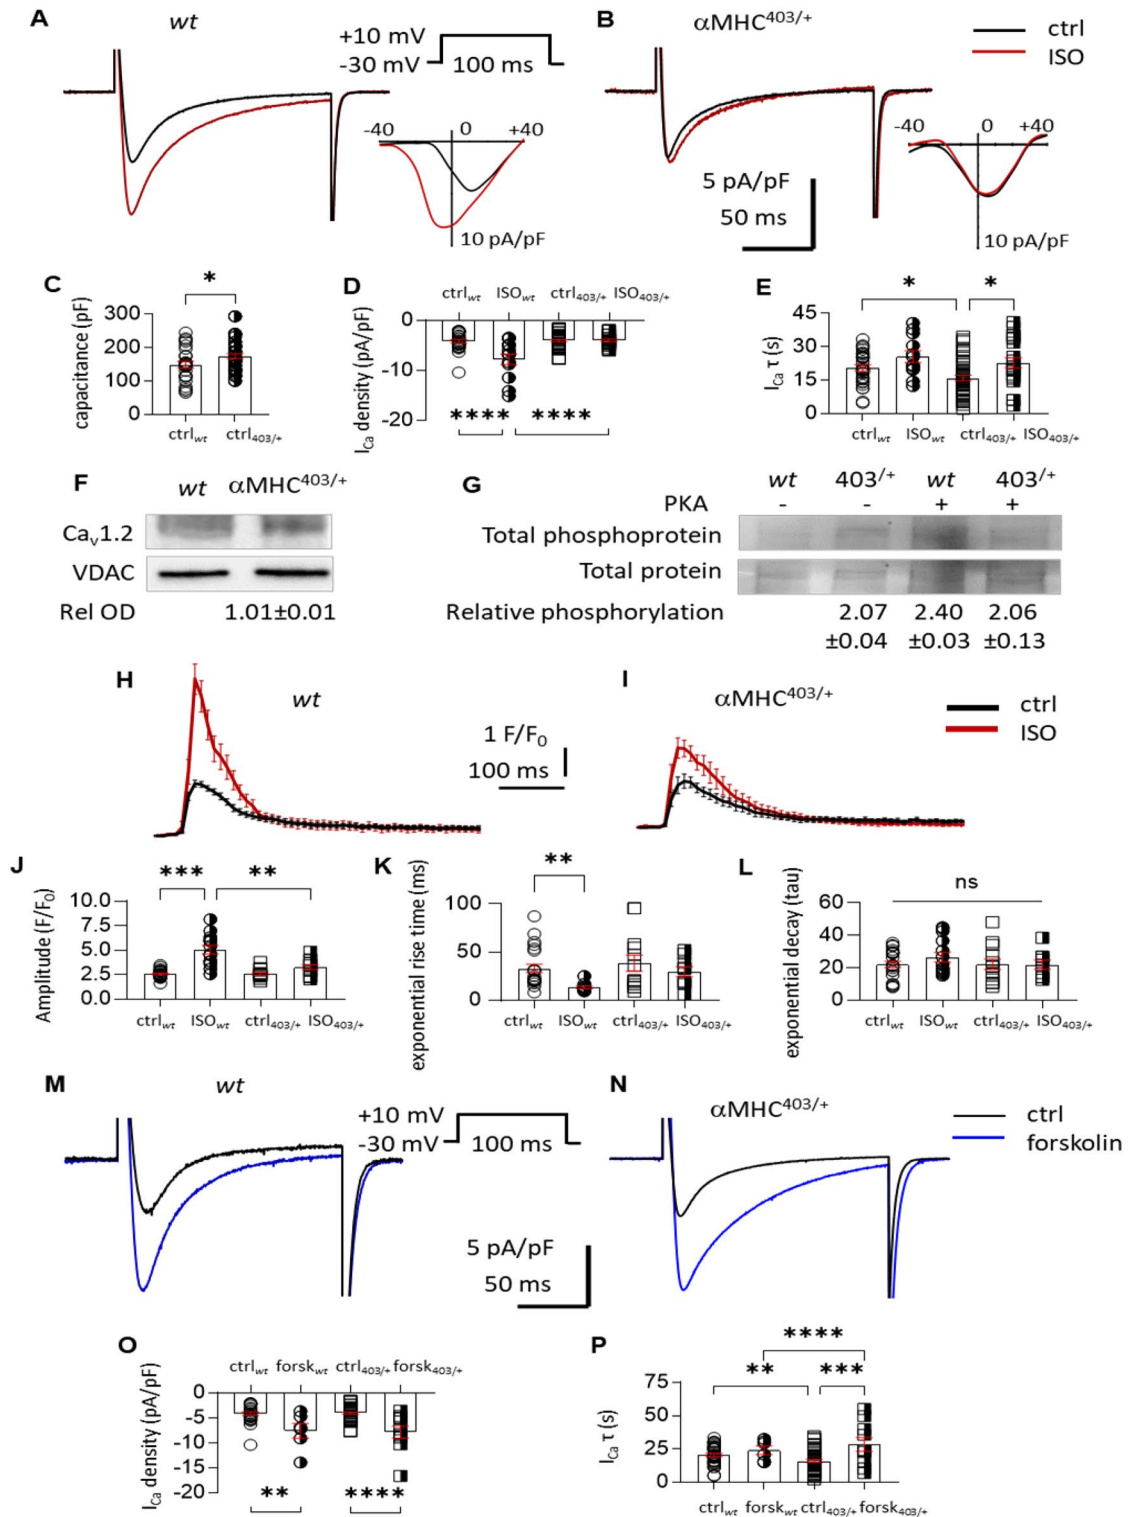 A wt B αMHC403/+ ctrl
+10 mV ISO
-30 mV 100 ms
-40 0 +40 -40 0 +40
5 pA/pF
50 ms
10 pA/pF 10 pA/pF
C * D ctrlwt ISOwt ctrl403/+ ISO403/+ E * *
capacitance (pF)
300
200
100
0
ctrlwt ctrl403/+
ICa density (pA/pF)
0
-10
-20
**** ****
ICa τ (s)
45
30
15
0
ctrlwt ISOwt ctrl403/+ ISO403/+
F wt αMHC403/+
Cav1.2
VDAC
Rel OD 1.01±0.01
G wt 403/+ wt 403/+
PKA - - + +
Total phosphoprotein
Total protein
Relative phosphorylation 2.07 2.40 2.06
±0.04 ±0.03 ±0.13
H wt I αMHC403/+ ctrl
ISO
1 F/F0
100 ms
J *** **
Amplitude (F/F0)
10.0
7.5
5.0
2.5
0.0
ctrlwt ISOwt ctrl403/+ ISO403/+
K **
exponential rise time (ms)
100
50
0
ctrlwt ISOwt ctrl403/+ ISO403/+
L ns
exponential decay (tau)
60
40
20
0
ctrlwt ISOwt ctrl403/+ ISO403/+
M wt N αMHC403/+ ctrl
forskolin
+10 mV
-30 mV 100 ms
5 pA/pF
50 ms
O ctrlwt forskwt ctrl403/+ forsk403/+
ICa density (pA/pF)
0
-5
-10
-15
-20
** ****
P ****
** ***
ICa τ (s)
75
50
25
0
ctrlwt forskwt ctrl403/+ forsk403/+